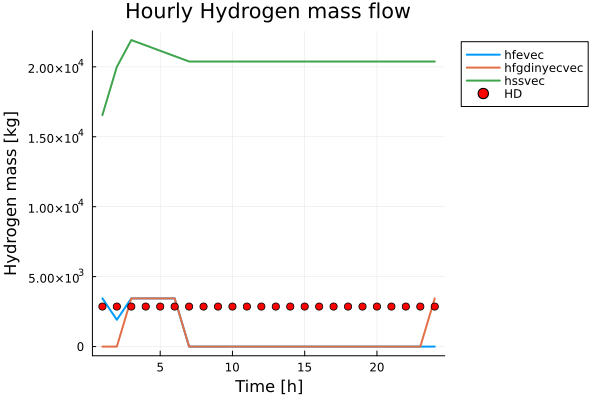 Hourly Hydrogen mass flow
hfevec
hfgdinyecvec
hssvec
HD
Hydrogen mass [kg]
2.00×10⁴
1.50×10⁴
1.00×10⁴
5.00×10³
0
5 10 15 20
Time [h]